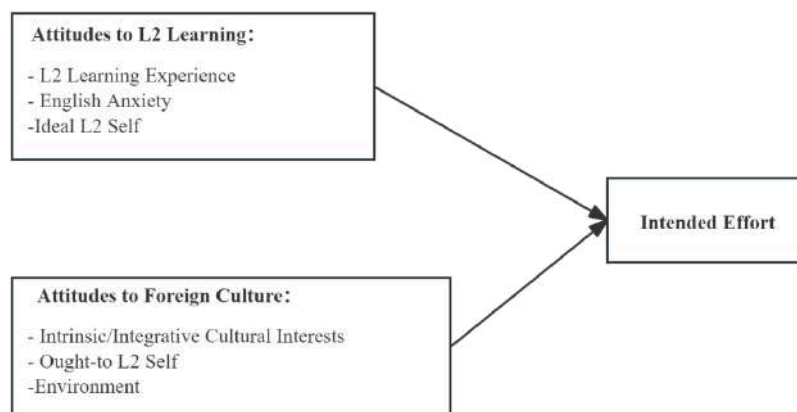 Attitudes to L2 Learning:
- L2 Learning Experience
- English Anxiety
-Ideal L2 Self
Intended Effort
Attitudes to Foreign Culture:
- Intrinsic/Integrative Cultural Interests
- Ought-to L2 Self
-Environment